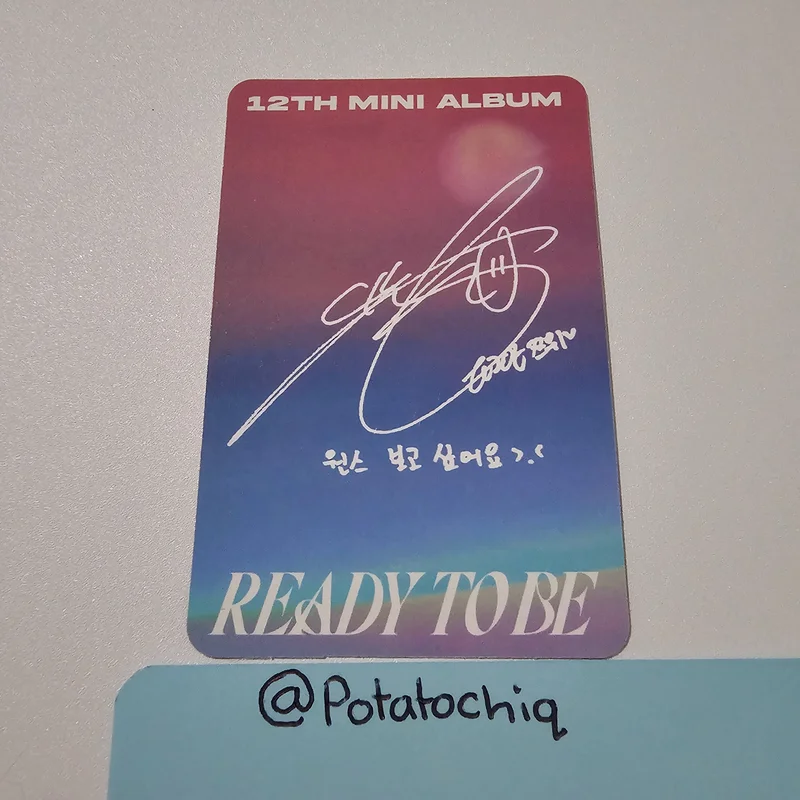 12TH MINI ALBUM
원스 보고 싶어요 >.<
READY TO BE
@Potatochiq